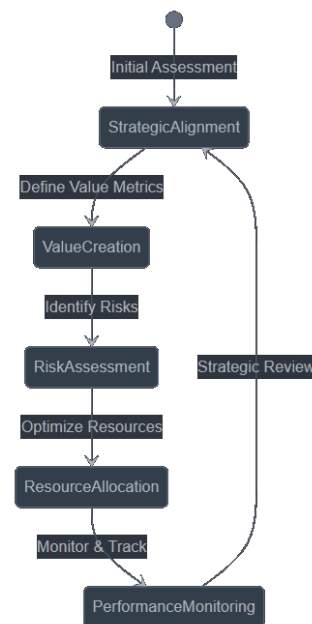 Initial Assessment
StrategicAlignment
Define Value Metrics
ValueCreation
Identify Risks
RiskAssessment
Strategic Review
Optimize Resources
ResourceAllocation
Monitor & Track
PerformanceMonitoring